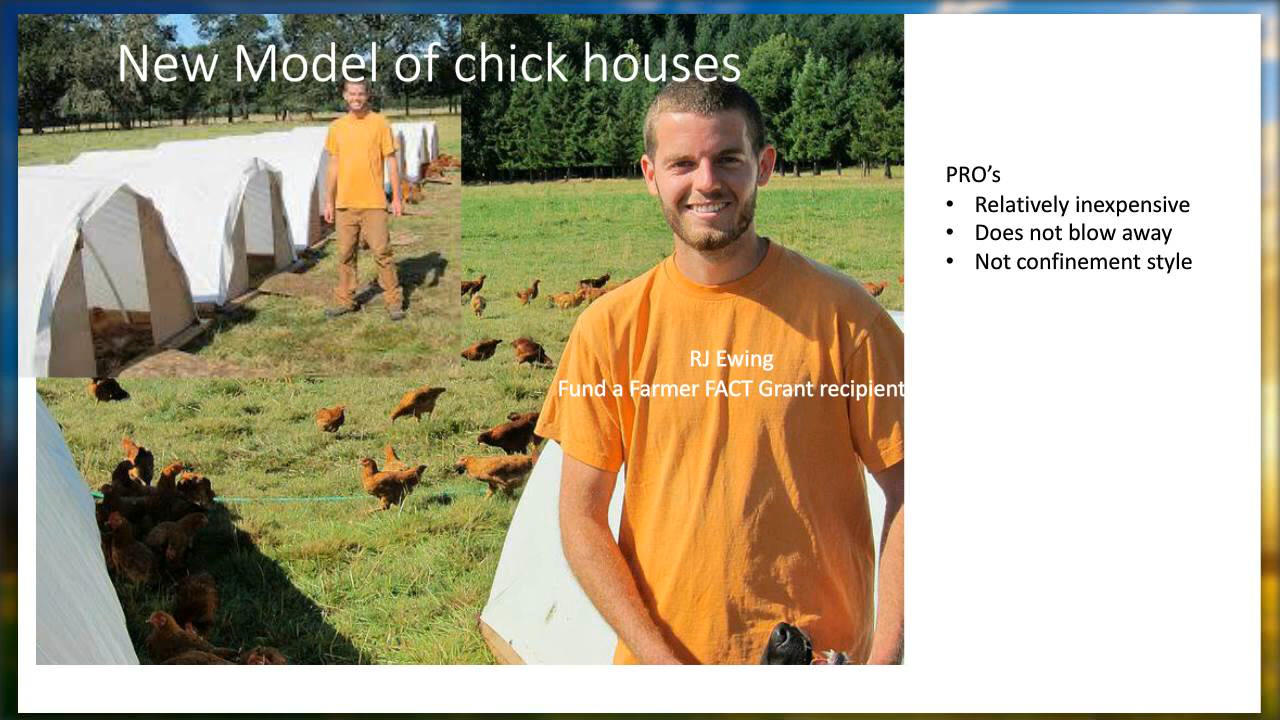 New Model of chick houses
RJ Ewing
Fund a Farmer FACT Grant recipient
PRO’s
• Relatively inexpensive
• Does not blow away
• Not confinement style